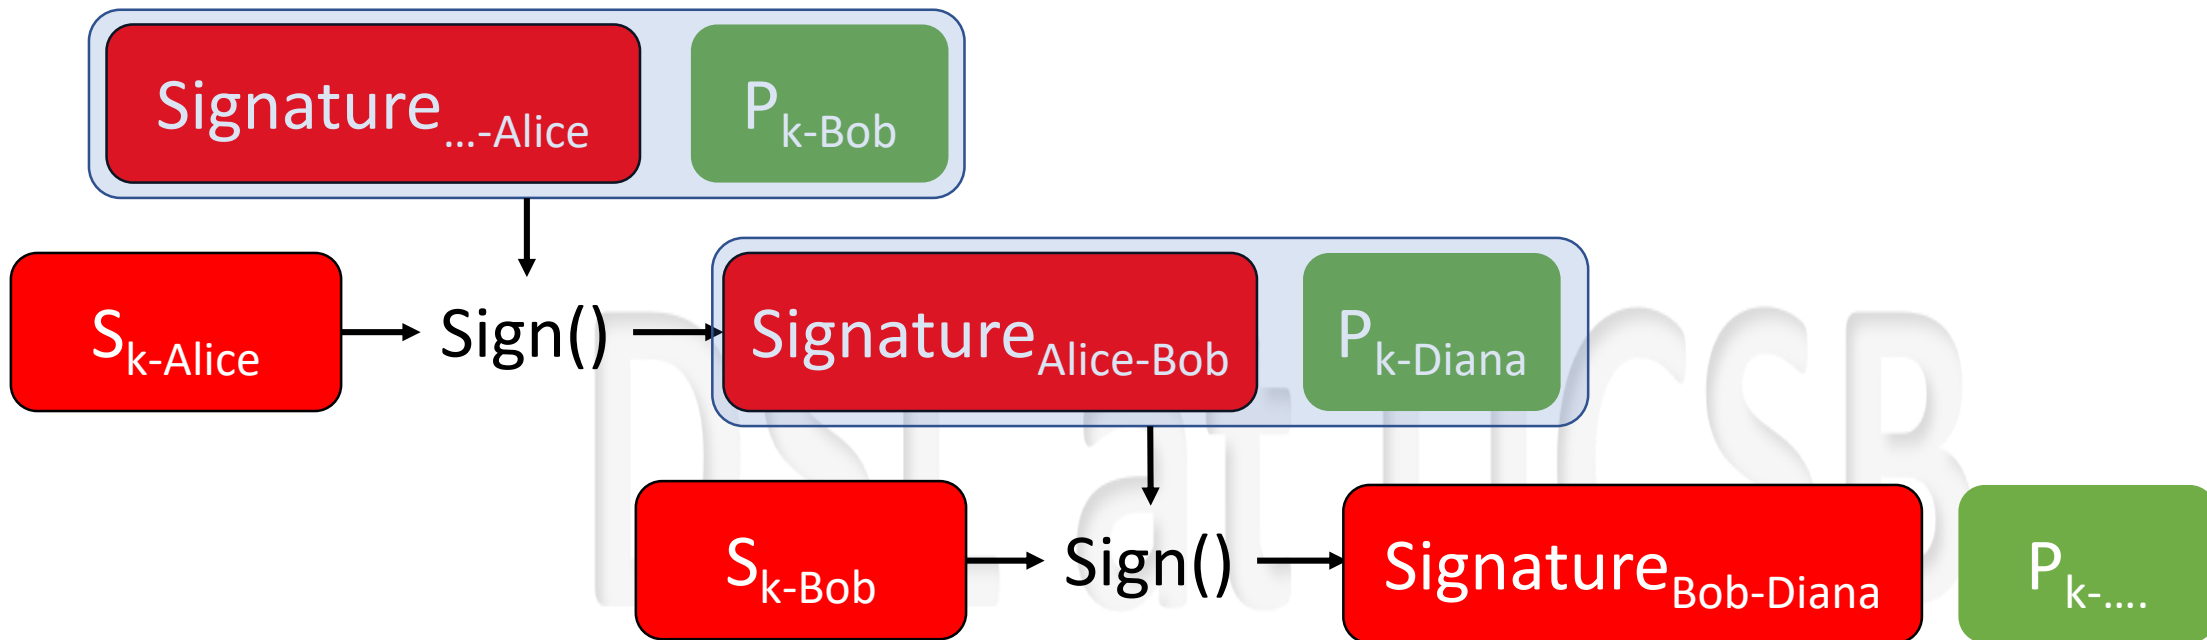 Signature…-Alice Pk-Bob
Sk-Alice Sign() SignatureAlice-Bob Pk-Diana
DSL at UCSB
Sk-Bob Sign() SignatureBob-Diana Pk-….